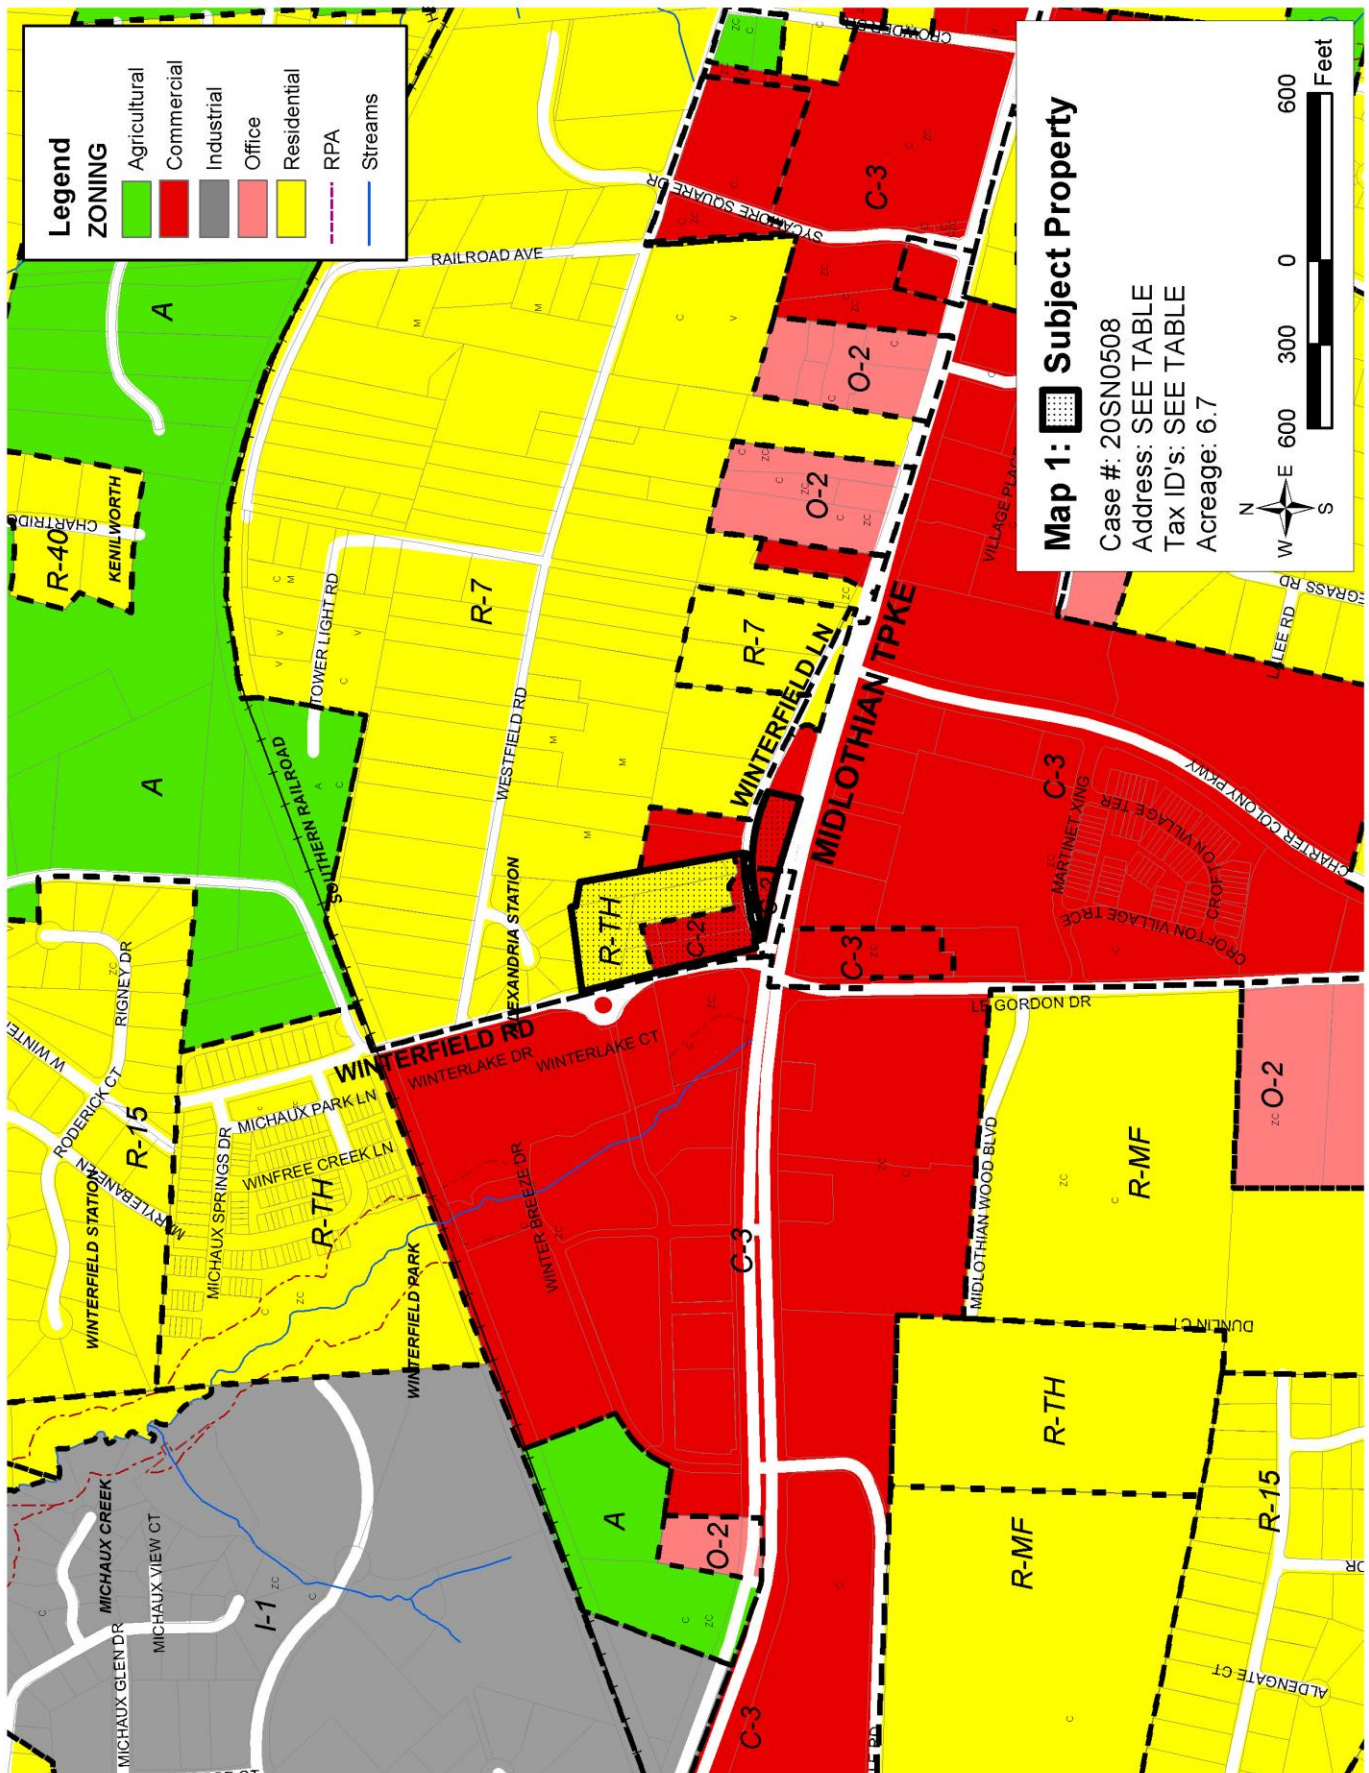 Legend
ZONING
Agricultural
Commercial
Industrial
Office
Residential
RPA
Streams
Map 1: Subject Property
Case #: 20SN0508
Address: SEE TABLE
Tax ID's: SEE TABLE
Acreage: 6.7
N
W E
S
600 300 0 600
Feet
MICHAUX GLEN DR
MICHAUX VIEW CT
MICHAUX CREEK
I-1
ZC
C
WINTERFIELD STATION
RODERICK CT
RIGNEY DR
R-15
MICHAUX SPRINGS DR
MICHAUX PARK LN
WINFREE CREEK LN
R-TH
WINTERFIELD PARK
A
R-40
KENILWORTH
A
SOUTHERN RAILROAD
TOWER LIGHT RD
RAILROAD AVE
R-7
WESTFIELD RD
WINTERFIELD RD
WINTERLAKE DR
WINTERLAKE CT
WINTER BREEZE DR
R-TH
C-2
R-7
WINTERFIELD LN
MIDLOTHIAN TPKE
O-2
O-2
SYCAMORE SQUARE DR
CROWDER DR
C-3
A
O-2
C-3
C-3
C-3
C-3
MARTINET XING
CROFTON VILLAGE TER
CROFTON VILLAGE TRCE
CHARTER COLONY PKWY
LE GORDON DR
MIDLOTHIAN WOOD BLVD
R-MF
O-2
DUNLIN CT
R-TH
R-MF
R-15
ALDENGATE CT